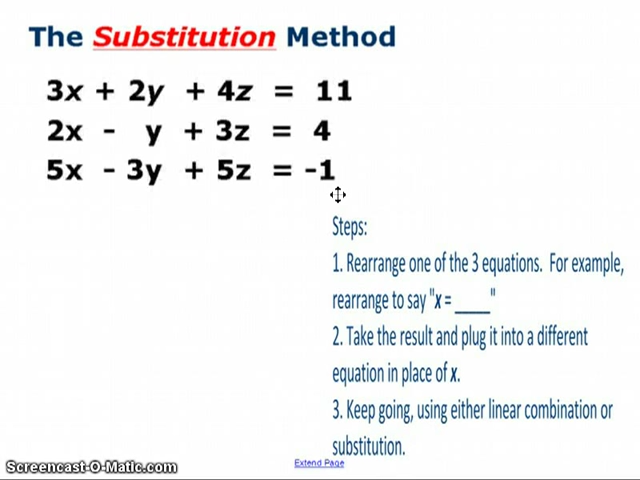 The Substitution Method
3x + 2y + 4z = 11
2x - y + 3z = 4
5x - 3y + 5z = -1
Steps:
1. Rearrange one of the 3 equations. For example,
rearrange to say "x = ____"
2. Take the result and plug it into a different
equation in place of x.
3. Keep going, using either linear combination or
substitution.
Extend Page
Screencast-O-Matic.com